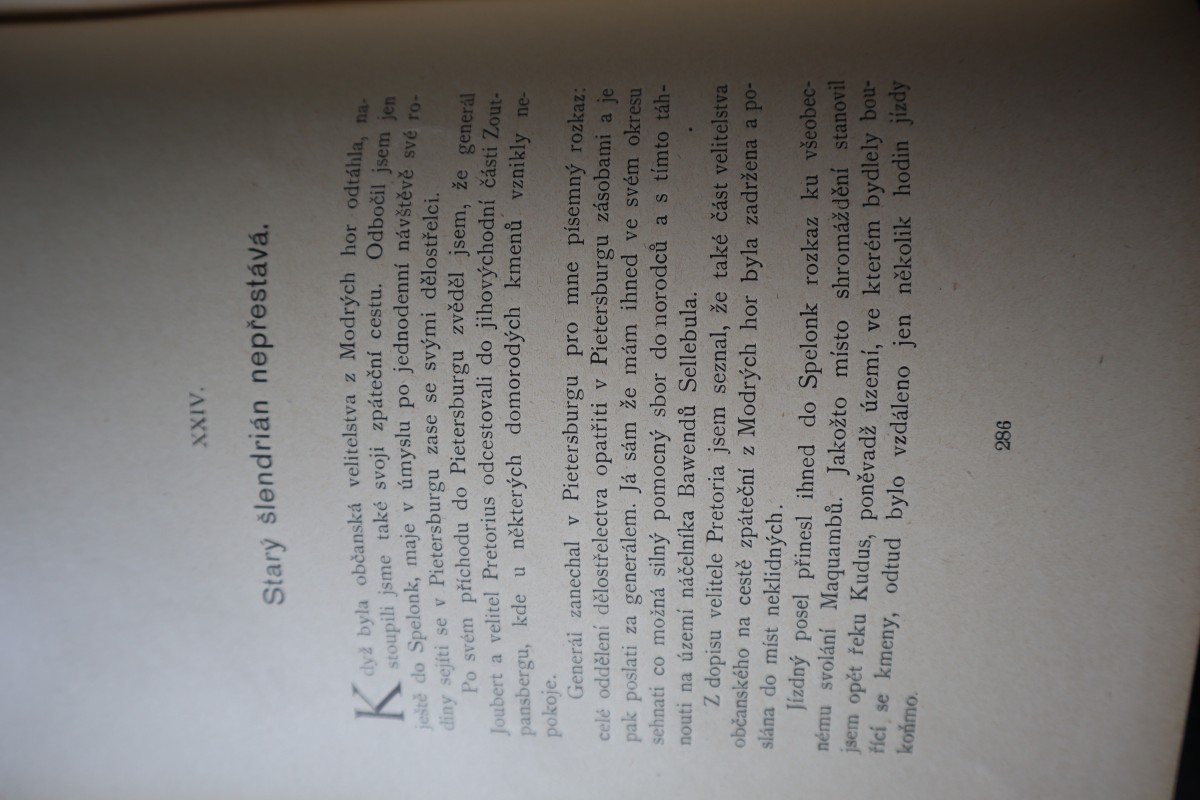 XXIV.
Starý šlendrián nepřestává.
Když byla občanská velitelstva z Modrých hor odtáhla, na-
stoupili jsme také svoji zpáteční cestu. Odbočil jsem jen
ještě do Spelonk, maje v úmyslu po jednodenní návštěvě své ro-
diny sejíti se v Pietersburgu zase se svými dělostřelci.
Po svém příchodu do Pietersburgu zvěděl jsem, že generál
Joubert a velitel Pretorius odcestovali do jihovýchodní části Zout-
pansbergu, kde u některých domorodých kmenů vznikly ne-
pokoje.
Generál zanechal v Pietersburgu pro mne písemný rozkaz:
celé oddělení dělostřelectva opatřiti v Pietersburgu zásobami a je
pak poslati za generálem. Já sám že mám ihned ve svém okresu
sehnati co možná silný pomocný sbor domorodců a s tímto táh-
nouti na území náčelníka Bawendů Sellebula.
Z dopisu velitele Pretoria jsem seznal, že také část velitelstva
občanského na cestě zpáteční z Modrých hor byla zadržena a po-
slána do míst neklidných.
Jízdný posel přinesl ihned do Spelonk rozkaz ku všeobec-
nému svolání Maquambů. Jakožto místo shromáždění stanovil
jsem opět řeku Kudus, poněvadž území, ve kterém bydlely bou-
řící se kmeny, odtud bylo vzdáleno jen několik hodin jízdy
koňmo.
286